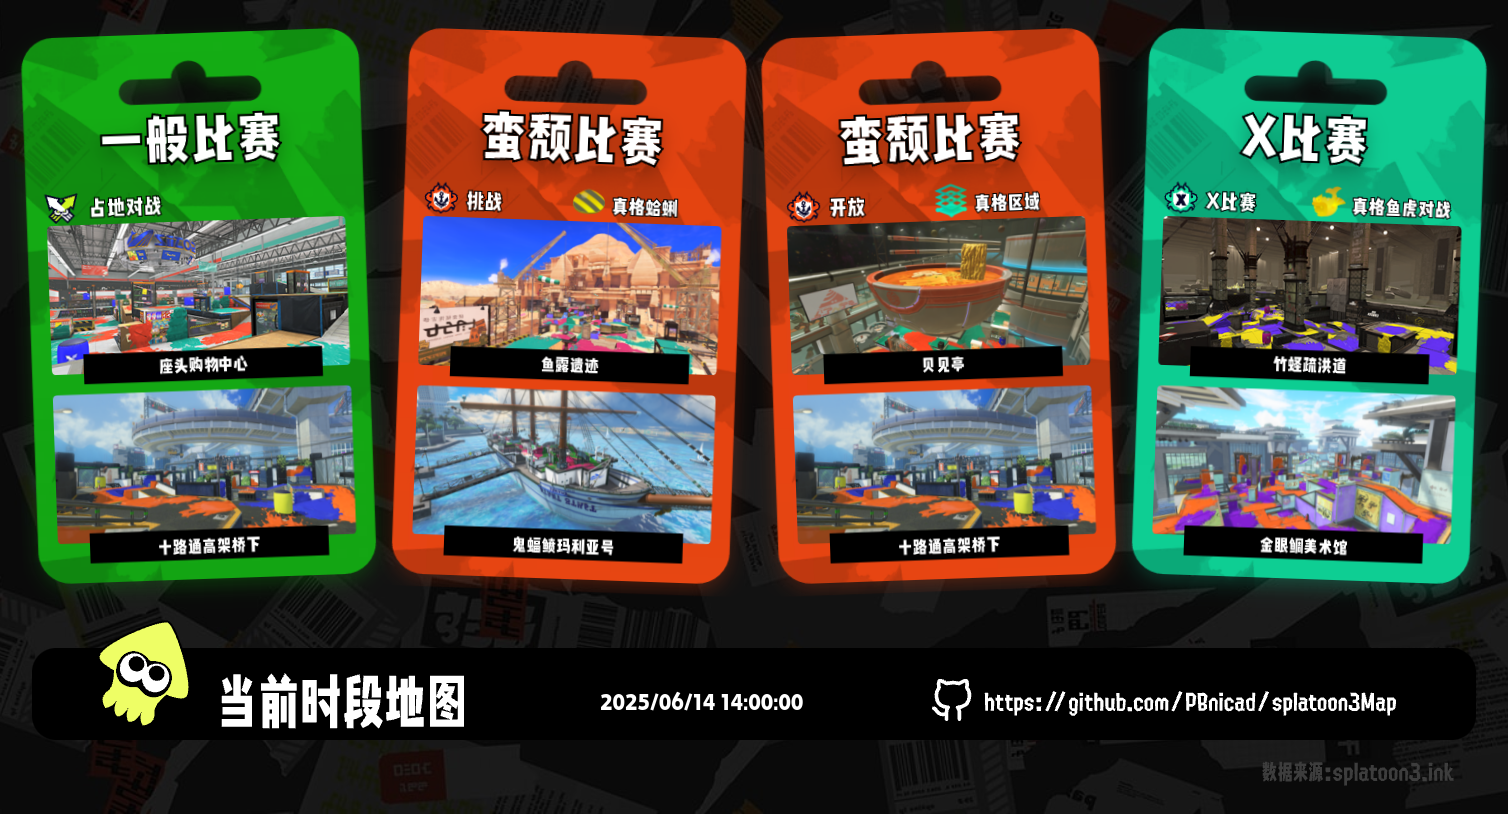 一般比赛
占地对战
座头购物中心
十路通高架桥下
蛮颓比赛
挑战
真格蛤蜊
鱼露遗迹
鬼蝠鲼玛利亚号
蛮颓比赛
开放
真格区域
贝见亭
十路通高架桥下
X比赛
X比赛
真格鱼虎对战
竹蛏疏洪道
金眼鲷美术馆
当前时段地图
2025/06/14 14:00:00
https://github.com/PBnicad/splatoon3Map
数据来源:splatoon3.ink